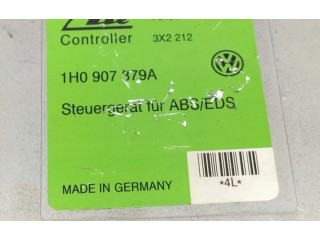 Controller 3X2 212
1H0 907 379A
Steuergerät für ABS/EDS
MADE IN GERMANY
*4L*